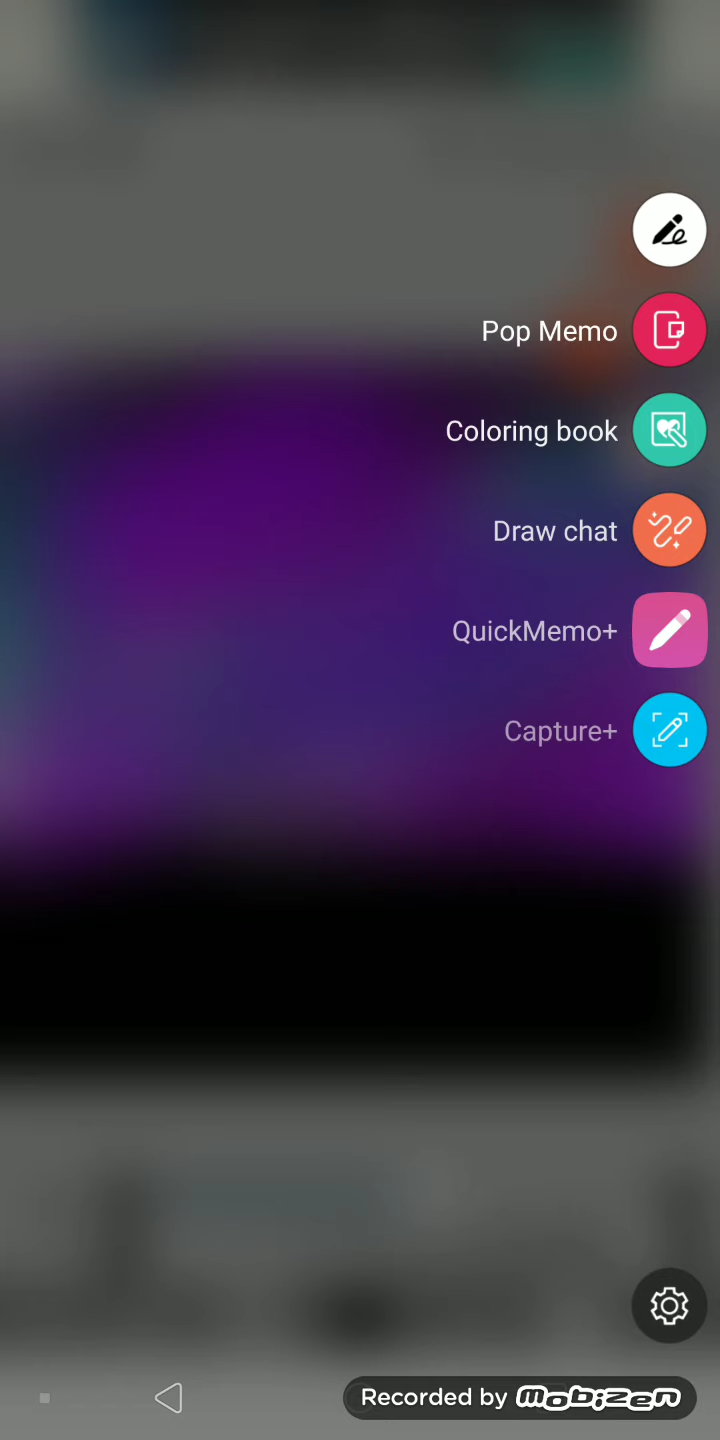 Pop Memo
Coloring book
Draw chat
QuickMemo+
Capture+
Recorded by mobizen